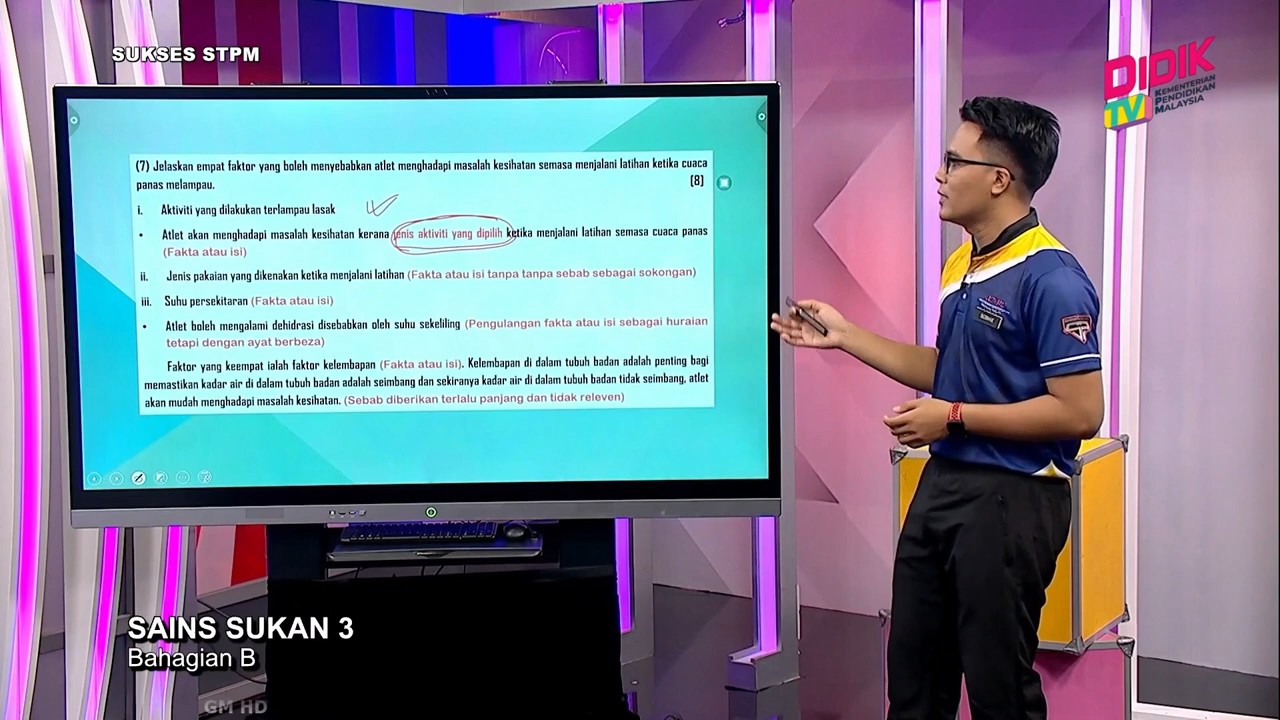 SUKSES STPM
DIDIK
TV
KEMENTERIAN
PENDIDIKAN
MALAYSIA
(7) Jelaskan empat faktor yang boleh menyebabkan atlet menghadapi masalah kesihatan semasa menjalani latihan ketika cuaca
panas melampau. [8]
i. Aktiviti yang dilakukan terlampau lasak
• Atlet akan menghadapi masalah kesihatan kerana jenis aktiviti yang dipilih ketika menjalani latihan semasa cuaca panas
(Fakta atau isi)
ii. Jenis pakaian yang dikenakan ketika menjalani latihan (Fakta atau isi tanpa tanpa sebab sebagai sokongan)
iii. Suhu persekitaran (Fakta atau isi)
• Atlet boleh mengalami dehidrasi disebabkan oleh suhu sekeliling (Pengulangan fakta atau isi sebagai huraian
tetapi dengan ayat berbeza)
Faktor yang keempat ialah faktor kelembapan (Fakta atau isi). Kelembapan di dalam tubuh badan adalah penting bagi
memastikan kadar air di dalam tubuh badan adalah seimbang dan sekiranya kadar air di dalam tubuh badan tidak seimbang, atlet
akan mudah menghadapi masalah kesihatan. (Sebab diberikan terlalu panjang dan tidak releven)
SAINS SUKAN 3
Bahagian B
GM HD